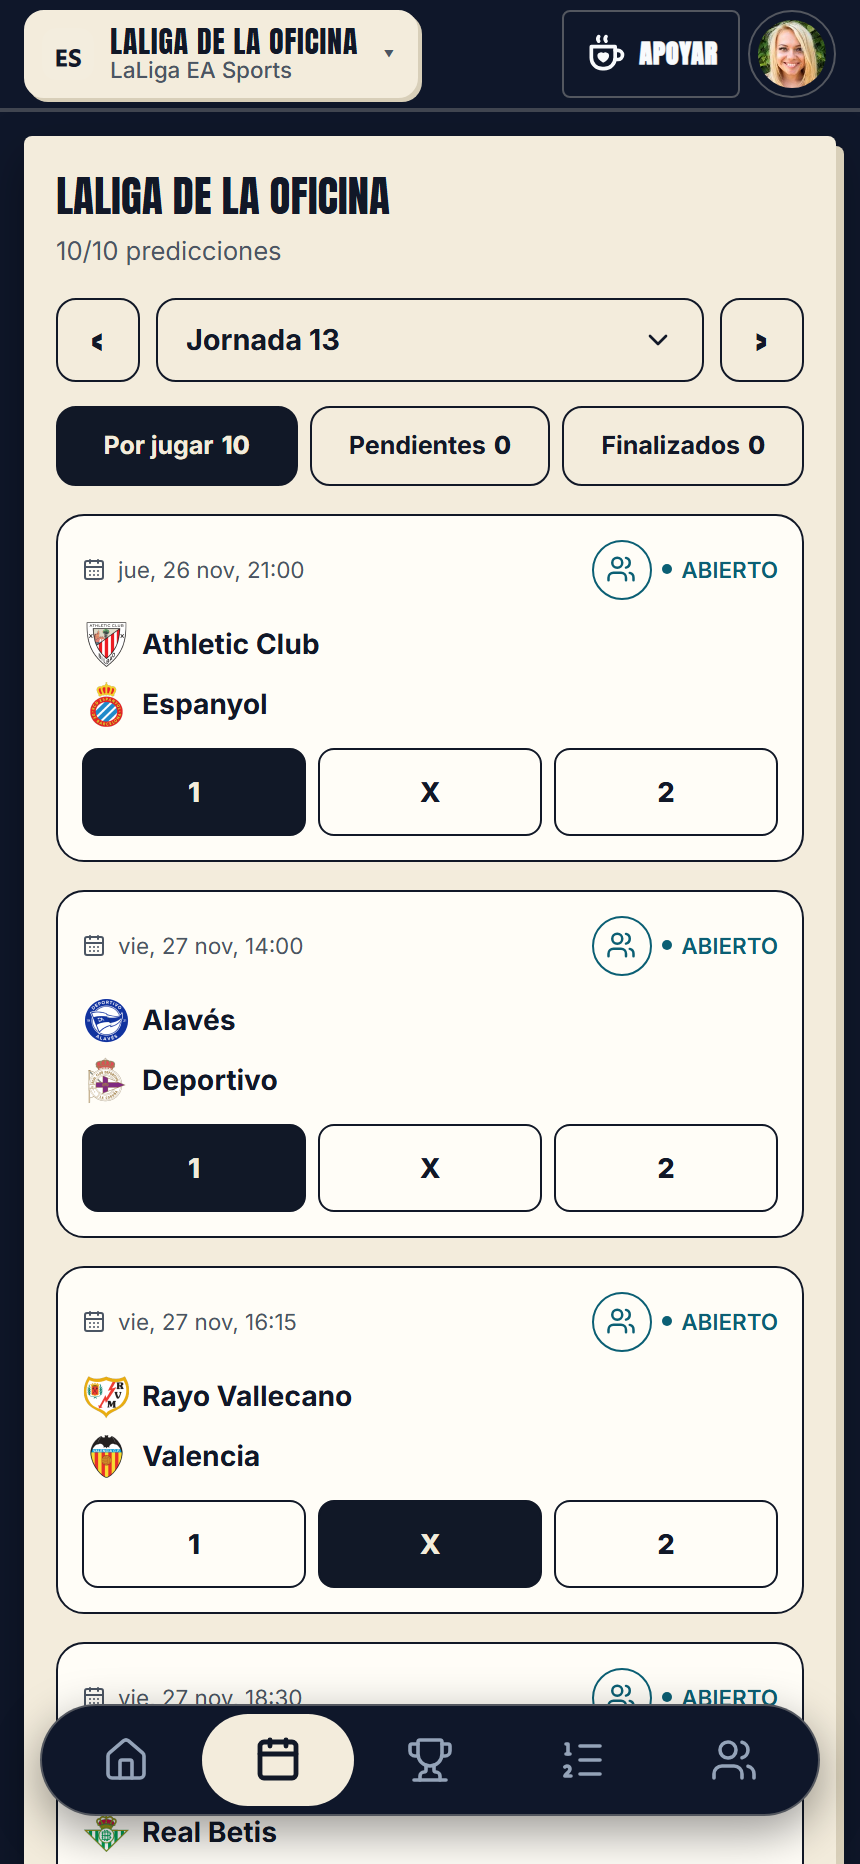 ES
LALIGA DE LA OFICINA
LaLiga EA Sports
APOYAR
LALIGA DE LA OFICINA
10/10 predicciones
Jornada 13
Por jugar 10
Pendientes 0
Finalizados 0
jue, 26 nov, 21:00
ABIERTO
Athletic Club
Espanyol
1 X 2
vie, 27 nov, 14:00
ABIERTO
Alavés
Deportivo
1 X 2
vie, 27 nov, 16:15
ABIERTO
Rayo Vallecano
Valencia
1 X 2
vie, 27 nov, 18:30
ABIERTO
Real Betis